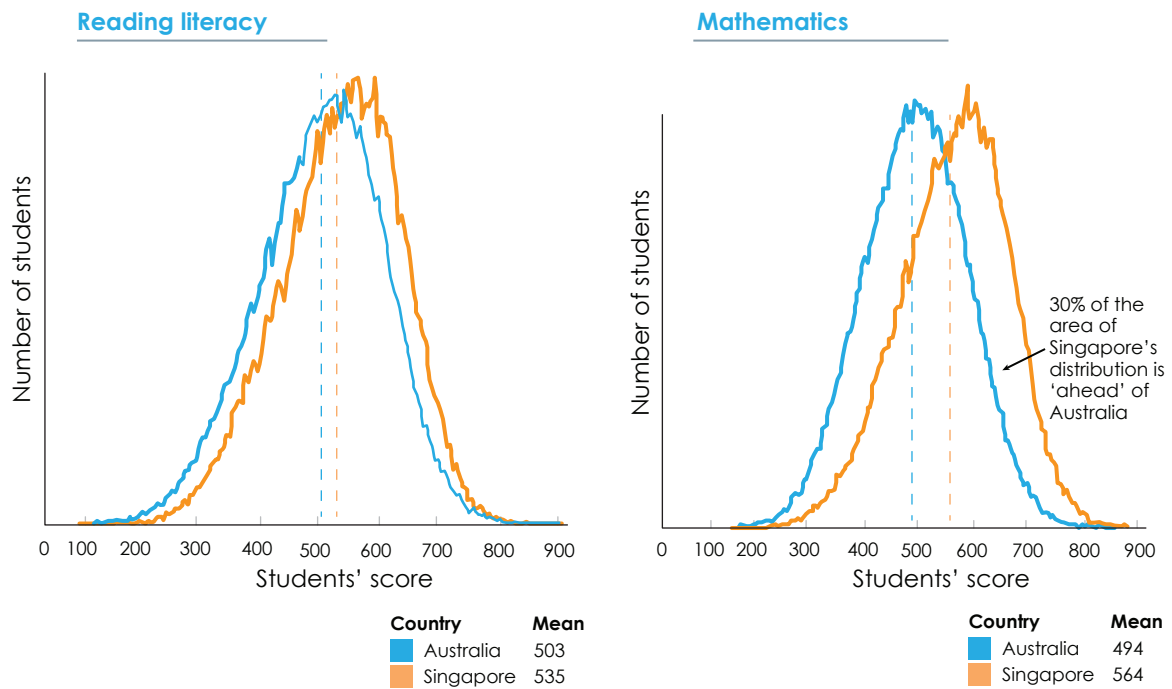 Reading literacy
Number of students
0 100 200 300 400 500 600 700 800 900
Students’ score
Country Mean
Australia 503
Singapore 535
Mathematics
Number of students
30% of the
area of
Singapore’s
distribution is
‘ahead’ of
Australia
0 100 200 300 400 500 600 700 800 900
Students’ score
Country Mean
Australia 494
Singapore 564